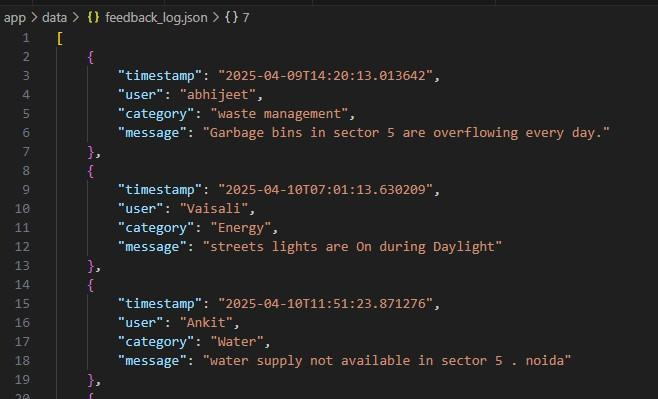 app > data > {} feedback_log.json > {} 7
1 [
2 {
3 "timestamp": "2025-04-09T14:20:13.013642",
4 "user": "abhijeet",
5 "category": "waste management",
6 "message": "Garbage bins in sector 5 are overflowing every day."
7 },
8 {
9 "timestamp": "2025-04-10T07:01:13.630209",
10 "user": "Vaisali",
11 "category": "Energy",
12 "message": "streets lights are On during Daylight"
13 },
14 {
15 "timestamp": "2025-04-10T11:51:23.871276",
16 "user": "Ankit",
17 "category": "Water",
18 "message": "water supply not available in sector 5 . noida"
19 },
20 {